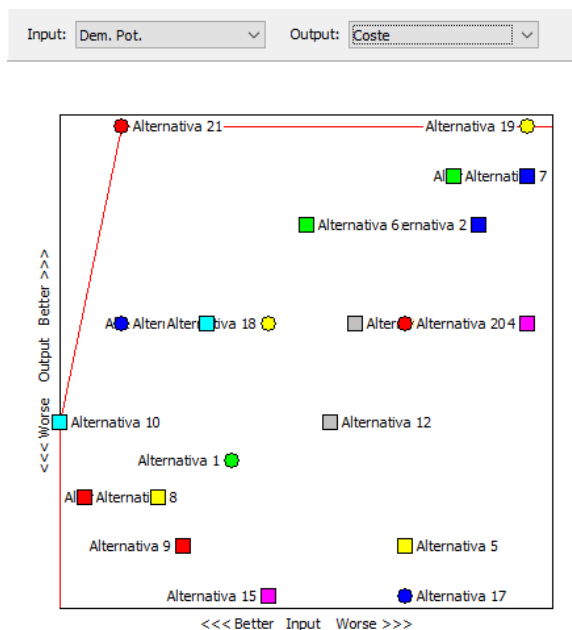 Input: Dem. Pot. Output: Coste
Alternativa 21 Alternativa 19
Al Alternati 7
Alternativa 6 ernativa 2
Alter Alter tiva 18 Alter Alternativa 20 4
Alternativa 10 Alternativa 12
Alternativa 1
Al Alternati 8
Alternativa 9 Alternativa 5
Alternativa 15 Alternativa 17
<<< Worse Output Better >>>
<<< Better Input Worse >>>